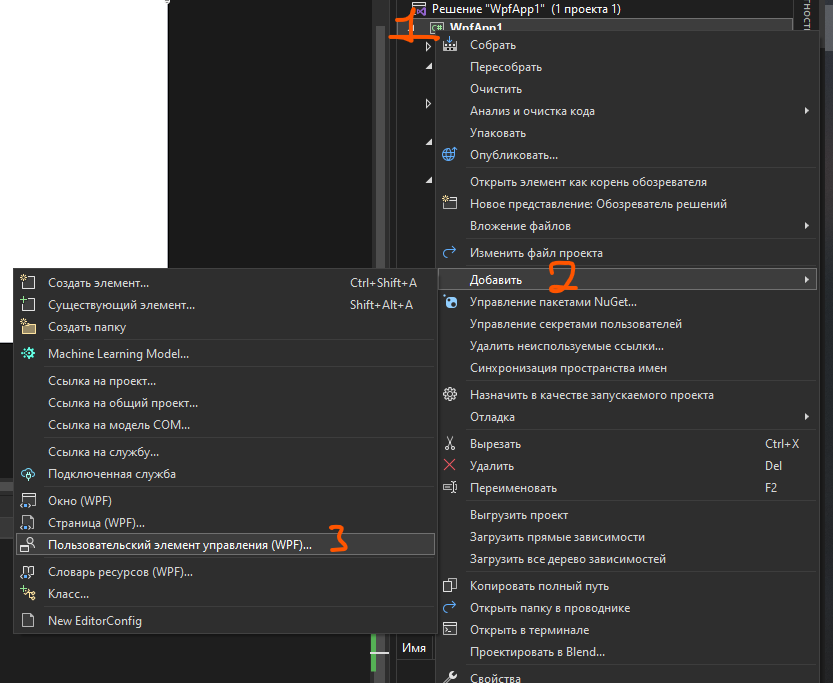 Решение "WpfApp1" (1 проекта 1)
1
C# WpfApp1
Собрать
Пересобрать
Очистить
Анализ и очистка кода
Упаковать
Опубликовать...
Открыть элемент как корень обозревателя
Новое представление: Обозреватель решений
Вложение файлов
Изменить файл проекта
Добавить 2
Управление пакетами NuGet...
Управление секретами пользователей
Удалить неиспользуемые ссылки...
Синхронизация пространства имен
Назначить в качестве запускаемого проекта
Отладка
Вырезать Ctrl+X
Удалить Del
Переименовать F2
Выгрузить проект
Загрузить прямые зависимости
Загрузить все дерево зависимостей
Копировать полный путь
Открыть папку в проводнике
Открыть в терминале
Проектировать в Blend...
Свойства
Создать элемент... Ctrl+Shift+A
Существующий элемент... Shift+Alt+A
Создать папку
Machine Learning Model...
Ссылка на проект...
Ссылка на общий проект...
Ссылка на модель COM...
Ссылка на службу...
Подключенная служба
Окно (WPF)
Страница (WPF)...
Пользовательский элемент управления (WPF)... 3
Словарь ресурсов (WPF)...
Класс...
New EditorConfig
Имя